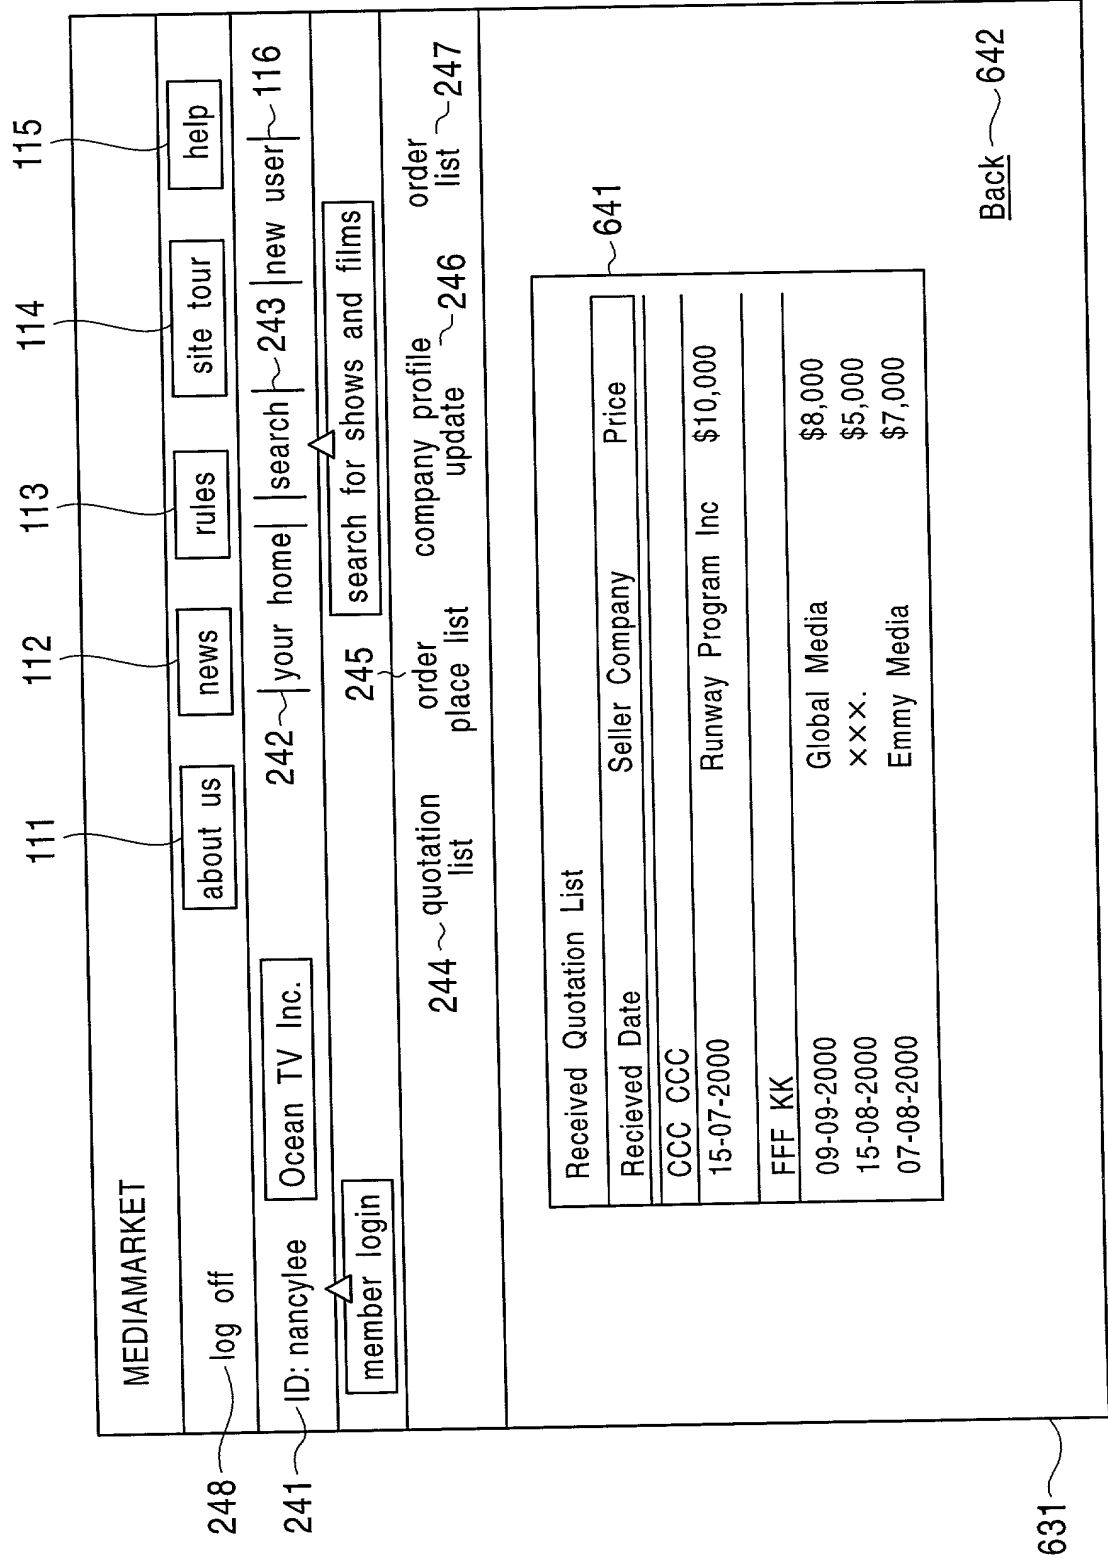 111 112 113 114 115
MEDIAMARKET
248 log off about us news rules site tour help
241 ID: nancylee Ocean TV Inc. 242 your home search 243 new user 116
member login 245 search for shows and films
244 quotation list
order place list
company profile update 246
order list 247
Received Quotation List 641
Recieved Date Seller Company Price
CCC CCC
15-07-2000 Runway Program Inc $10,000
FFF KK
09-09-2000 Global Media $8,000
15-08-2000 ×××. $5,000
07-08-2000 Emmy Media $7,000
Back 642
631